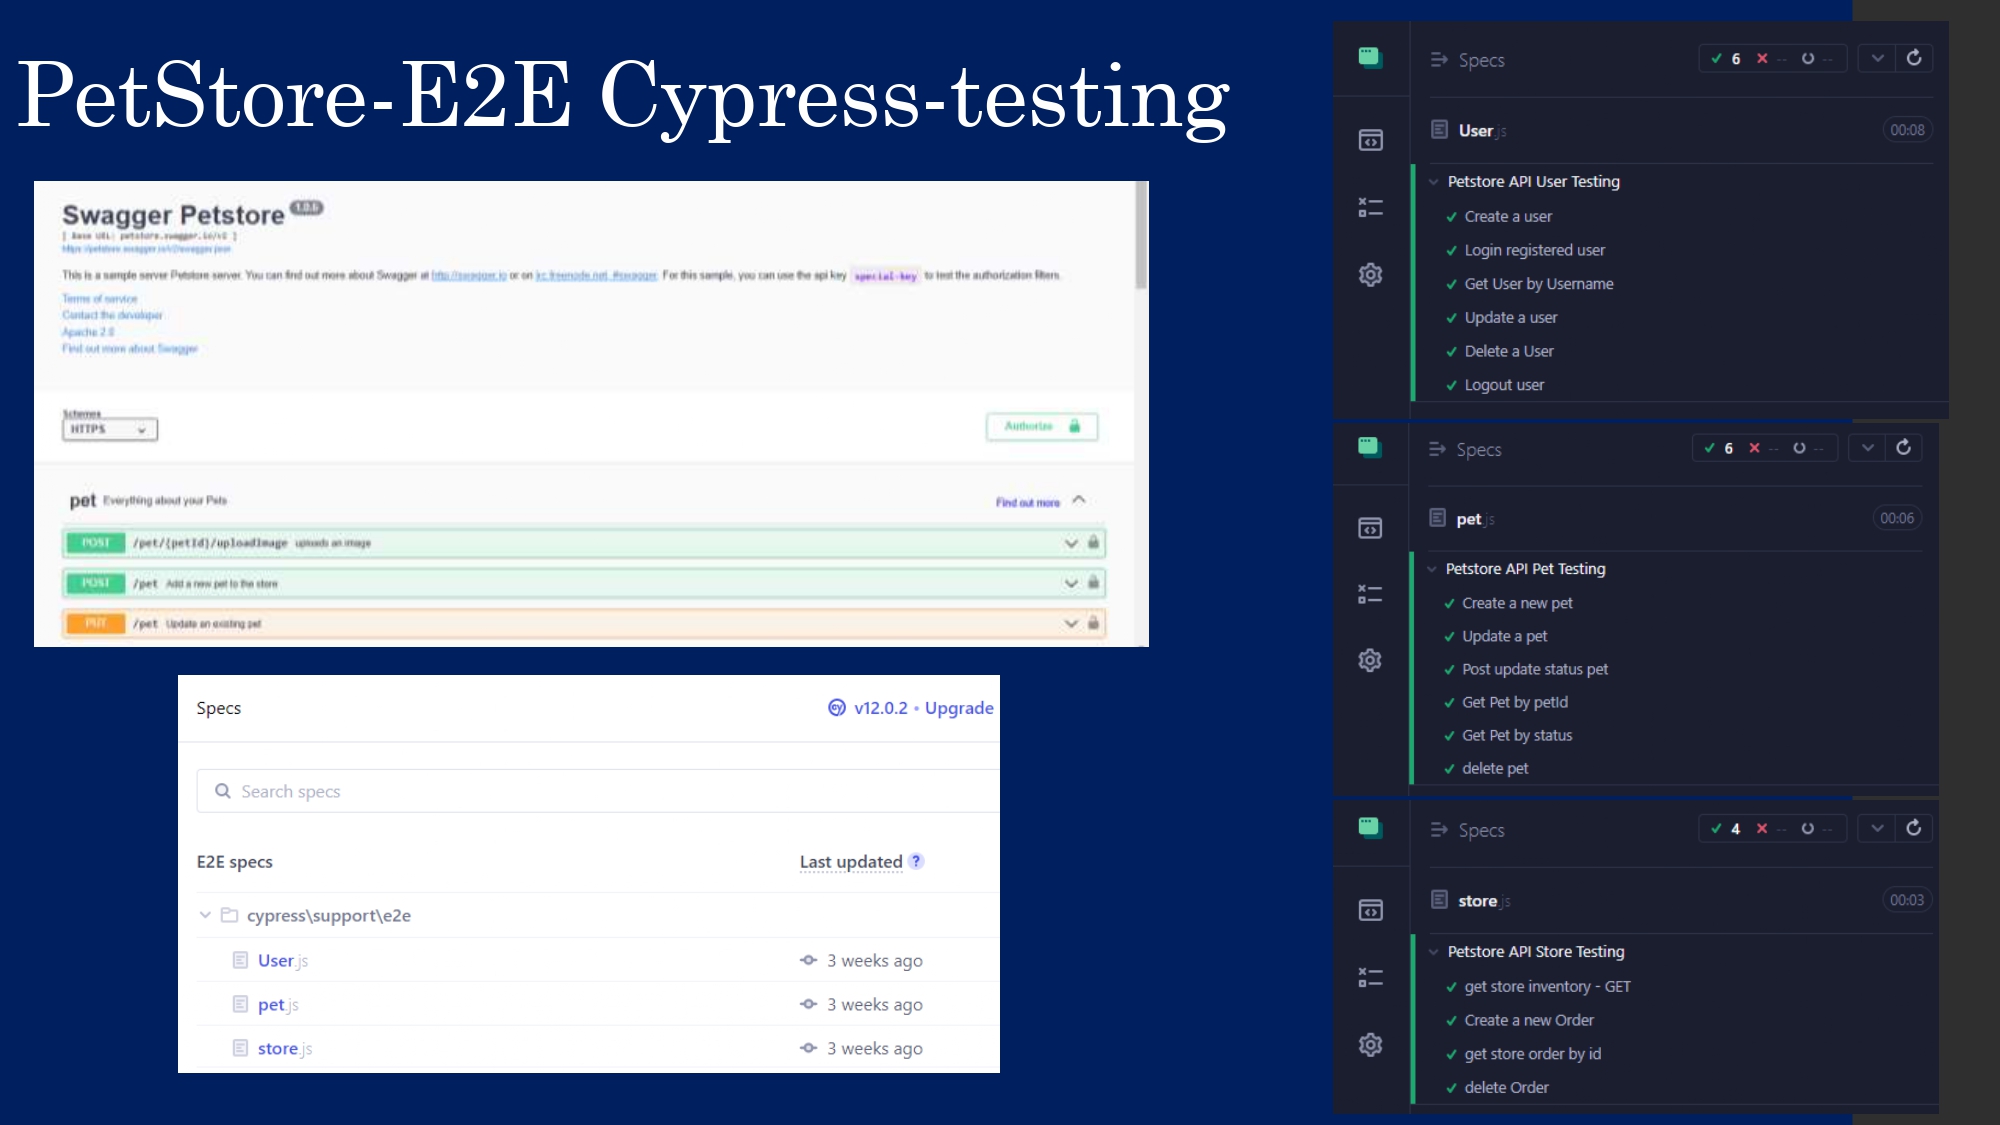 PetStore-E2E Cypress-testing
Swagger Petstore 1.0.6
[ Base URL: petstore.swagger.io/v2 ]
https://petstore.swagger.io/v2/swagger.json
This is a sample server Petstore server. You can find out more about Swagger at http://swagger.io or on irc.freenode.net, #swagger. For this sample, you can use the api key special-key to test the authorization filters.
Terms of service
Contact the developer
Apache 2.0
Find out more about Swagger
Schemes
HTTPS
Authorize
pet Everything about your Pets
Find out more
POST /pet/{petId}/uploadImage uploads an image
POST /pet Add a new pet to the store
PUT /pet Update an existing pet
Specs
v12.0.2 • Upgrade
Search specs
E2E specs
Last updated ?
cypress\support\e2e
User.js
3 weeks ago
pet.js
3 weeks ago
store.js
3 weeks ago
Specs
6 -- --
User.js
00:08
Petstore API User Testing
Create a user
Login registered user
Get User by Username
Update a user
Delete a User
Logout user
Specs
6 -- --
pet.js
00:06
Petstore API Pet Testing
Create a new pet
Update a pet
Post update status pet
Get Pet by petId
Get Pet by status
delete pet
Specs
4 -- --
store.js
00:03
Petstore API Store Testing
get store inventory - GET
Create a new Order
get store order by id
delete Order